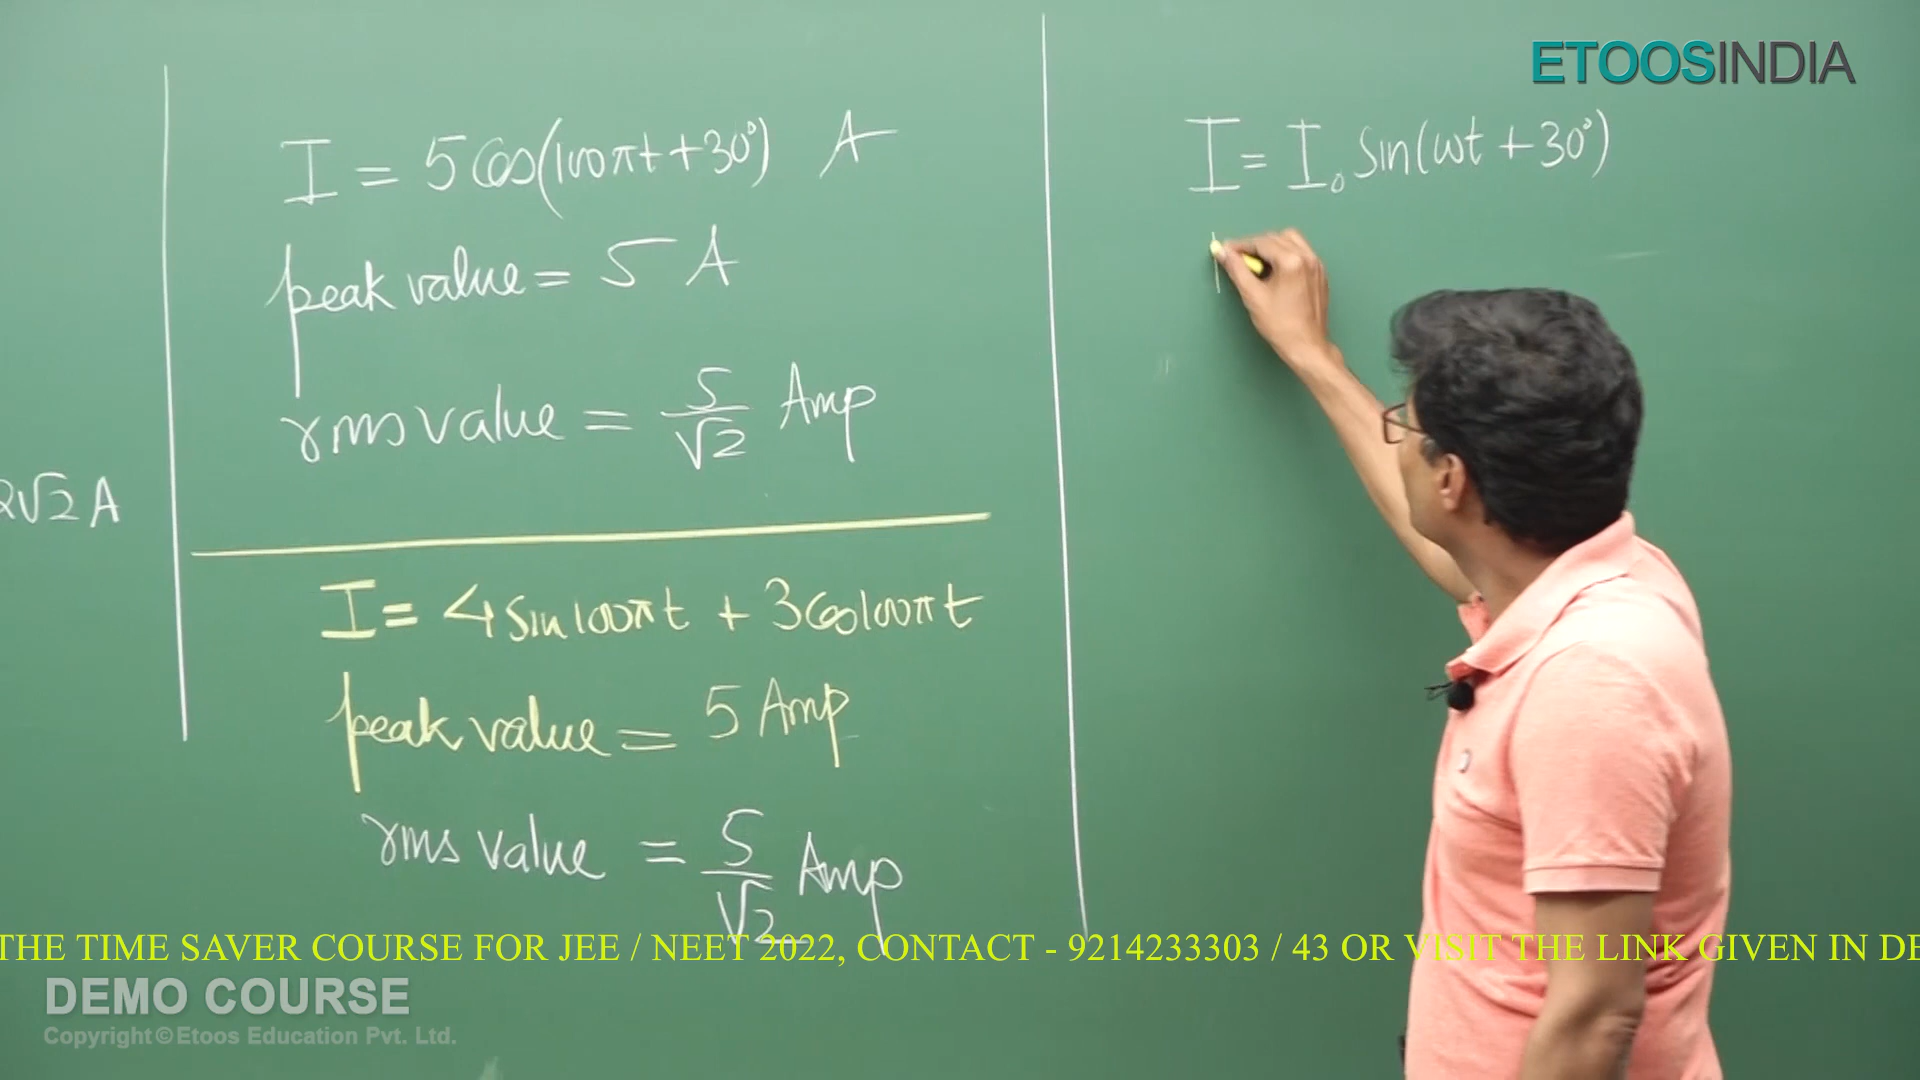 ETOOSINDIA
I = 5 Cos(100πt + 30°) A
peak value = 5 A
rms value = 5/√2 Amp
2√2 A
I = 4 Sin100πt + 3Cos100πt
peak value = 5 Amp
rms value = 5/√2 Amp
I = I₀ Sin(ωt + 30°)
THE TIME SAVER COURSE FOR JEE / NEET 2022, CONTACT - 9214233303 / 43 OR VISIT THE LINK GIVEN IN DE
DEMO COURSE
Copyright©Etoos Education Pvt. Ltd.